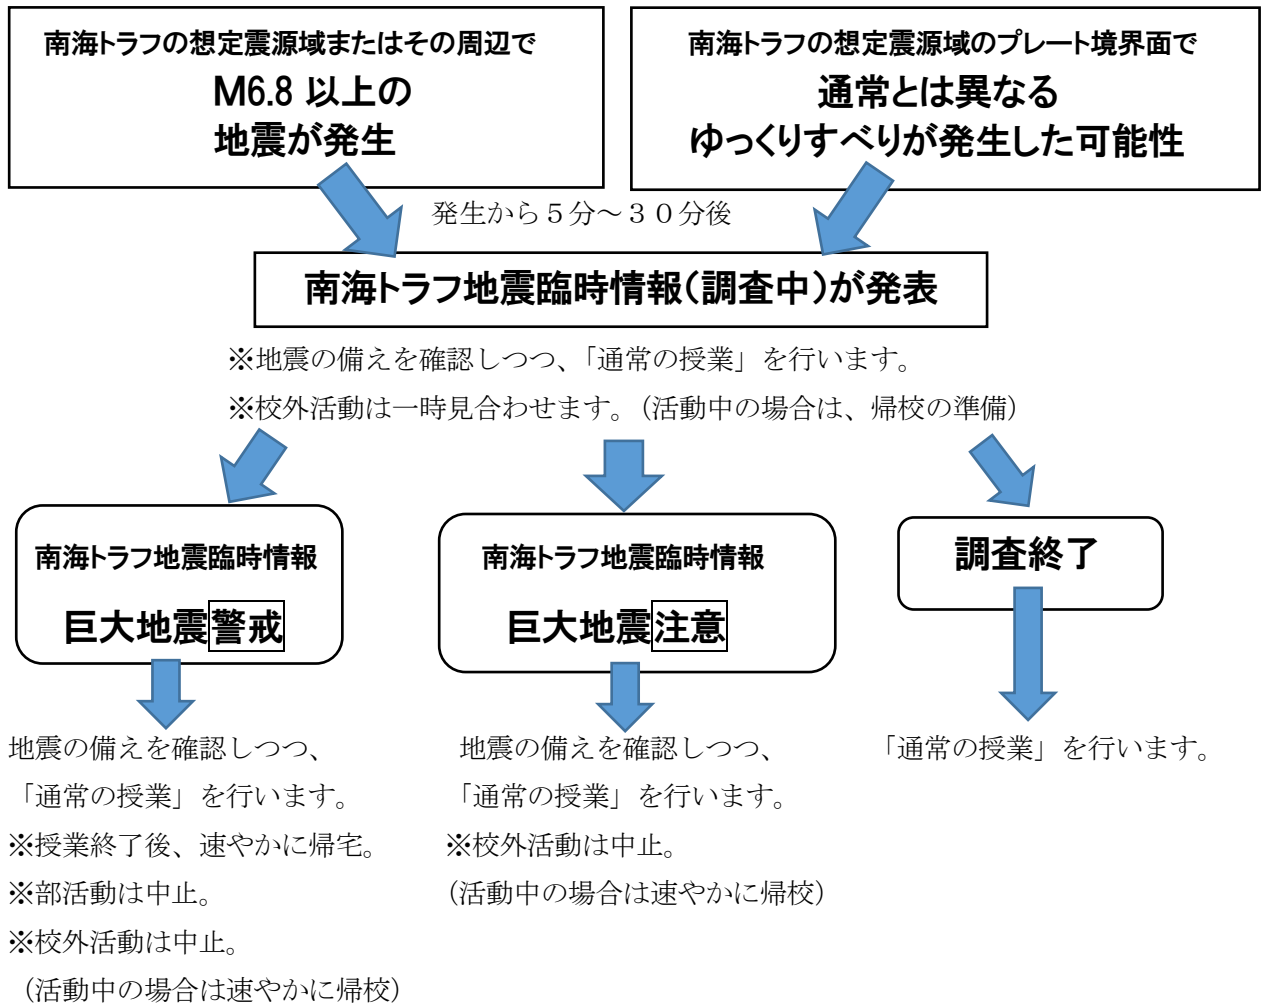 南海トラフの想定震源域またはその周辺で
M6.8 以上の
地震が発生
南海トラフの想定震源域のプレート境界面で
通常とは異なる
ゆっくりすべりが発生した可能性
発生から５分～３０分後
南海トラフ地震臨時情報(調査中)が発表
※地震の備えを確認しつつ、「通常の授業」を行います。
※校外活動は一時見合わせます。（活動中の場合は、帰校の準備）
南海トラフ地震臨時情報
巨大地震警戒
南海トラフ地震臨時情報
巨大地震注意
調査終了
地震の備えを確認しつつ、
「通常の授業」を行います。
※授業終了後、速やかに帰宅。
※部活動は中止。
※校外活動は中止。
（活動中の場合は速やかに帰校）
地震の備えを確認しつつ、
「通常の授業」を行います。
※校外活動は中止。
（活動中の場合は速やかに帰校）
「通常の授業」を行います。